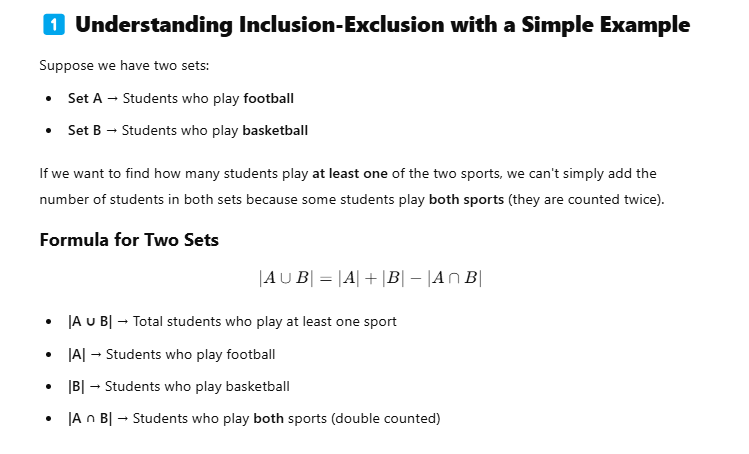 1 Understanding Inclusion-Exclusion with a Simple Example
Suppose we have two sets:
• Set A → Students who play football
• Set B → Students who play basketball
If we want to find how many students play at least one of the two sports, we can't simply add the
number of students in both sets because some students play both sports (they are counted twice).
Formula for Two Sets
|A ∪ B| = |A| + |B| − |A ∩ B|
• |A ∪ B| → Total students who play at least one sport
• |A| → Students who play football
• |B| → Students who play basketball
• |A ∩ B| → Students who play both sports (double counted)